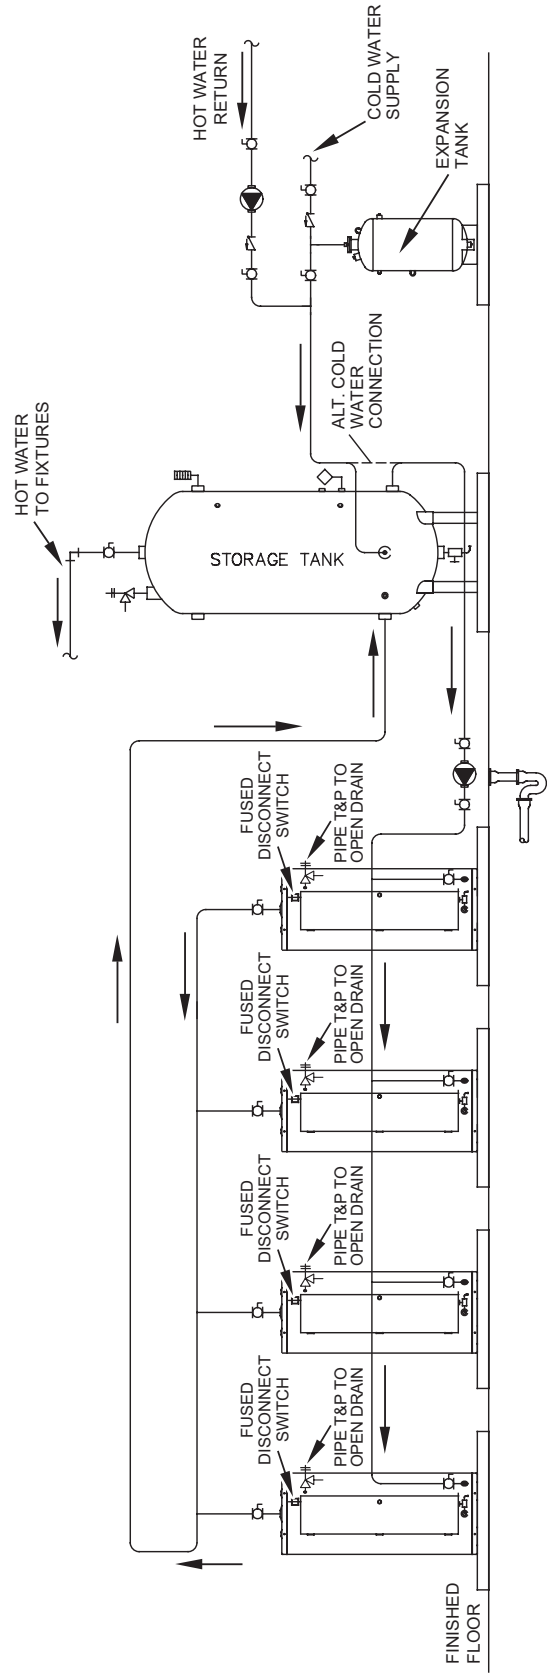 HOT WATER
TO FIXTURES
HOT WATER
RETURN
COLD WATER
SUPPLY
STORAGE TANK
ALT. COLD
WATER
CONNECTION
EXPANSION
TANK
FUSED
DISCONNECT
SWITCH
PIPE T&P TO
OPEN DRAIN
FUSED
DISCONNECT
SWITCH
PIPE T&P TO
OPEN DRAIN
FUSED
DISCONNECT
SWITCH
PIPE T&P TO
OPEN DRAIN
FUSED
DISCONNECT
SWITCH
PIPE T&P TO
OPEN DRAIN
FINISHED
FLOOR